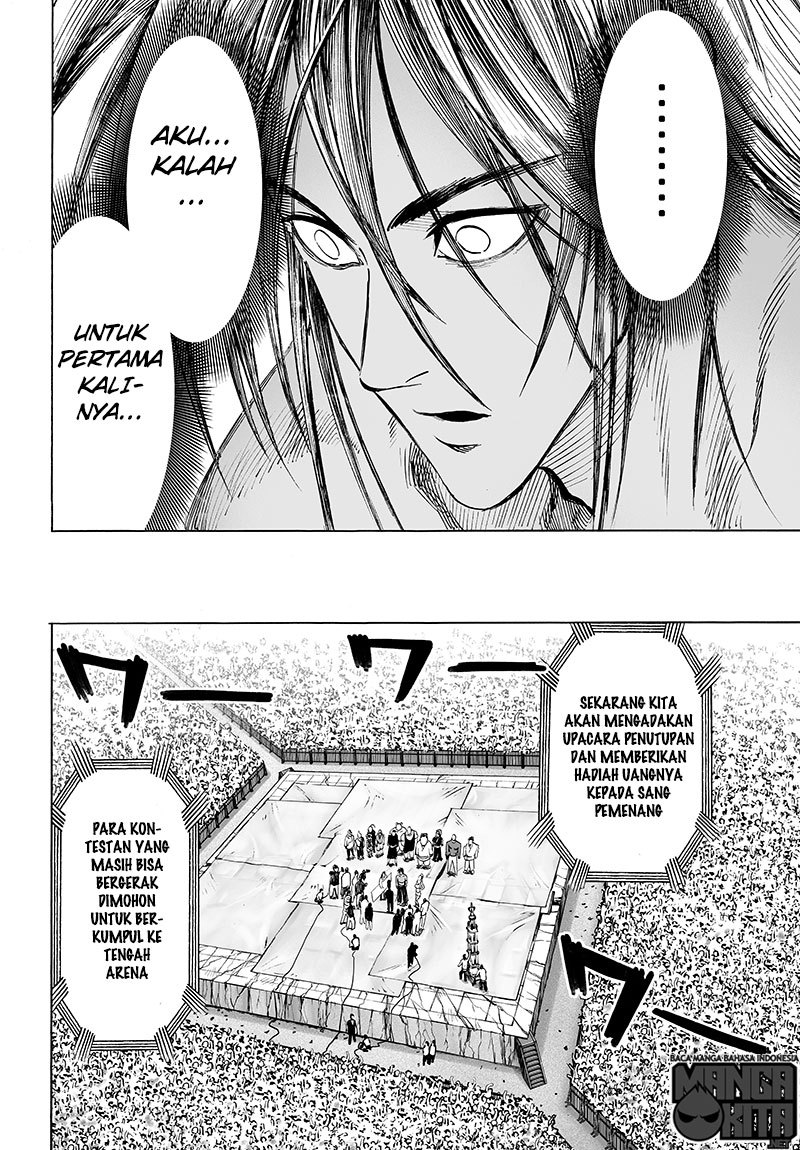 .........
AKU...
KALAH
...
UNTUK
PERTAMA
KALI-
NYA...
ワー
ワー
SEKARANG KITA
AKAN MENGADAKAN
UPACARA PENUTUPAN
DAN MEMBERIKAN
HADIAH UANGNYA
KEPADA SANG
PEMENANG
PARA KON-
TESTAN YANG
MASIH BISA
BERGERAK
DIMOHON
UNTUK BER-
KUMPUL KE
TENGAH
ARENA
ワー
BACA MANGA BAHASA INDONESIA
MANGA
KITA
.NET